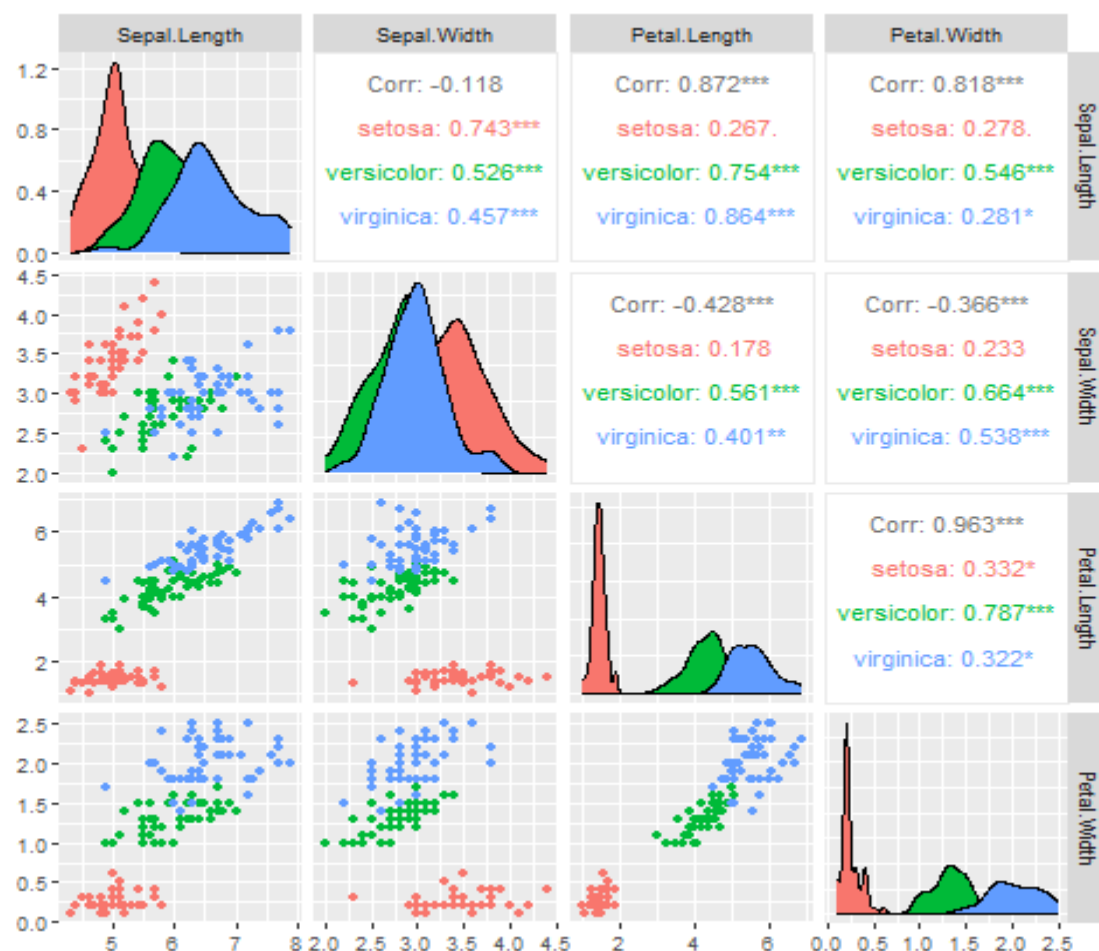 Sepal.Length Sepal.Width Petal.Length Petal.Width
1.2
0.8
0.4
0.0
Corr: -0.118
setosa: 0.743***
versicolor: 0.526***
virginica: 0.457***
Corr: 0.872***
setosa: 0.267.
versicolor: 0.754***
virginica: 0.864***
Corr: 0.818***
setosa: 0.278.
versicolor: 0.546***
virginica: 0.281*
Sepal.Length
4.5
4.0
3.5
3.0
2.5
2.0
Corr: -0.428***
setosa: 0.178
versicolor: 0.561***
virginica: 0.401**
Corr: -0.366***
setosa: 0.233
versicolor: 0.664***
virginica: 0.538***
Sepal.Width
6
4
2
Corr: 0.963***
setosa: 0.332*
versicolor: 0.787***
virginica: 0.322*
Petal.Length
2.5
2.0
1.5
1.0
0.5
0.0
Petal.Width
5 6 7 8 2.0 2.5 3.0 3.5 4.0 4.5 2 4 6 0.0 0.5 1.0 1.5 2.0 2.5